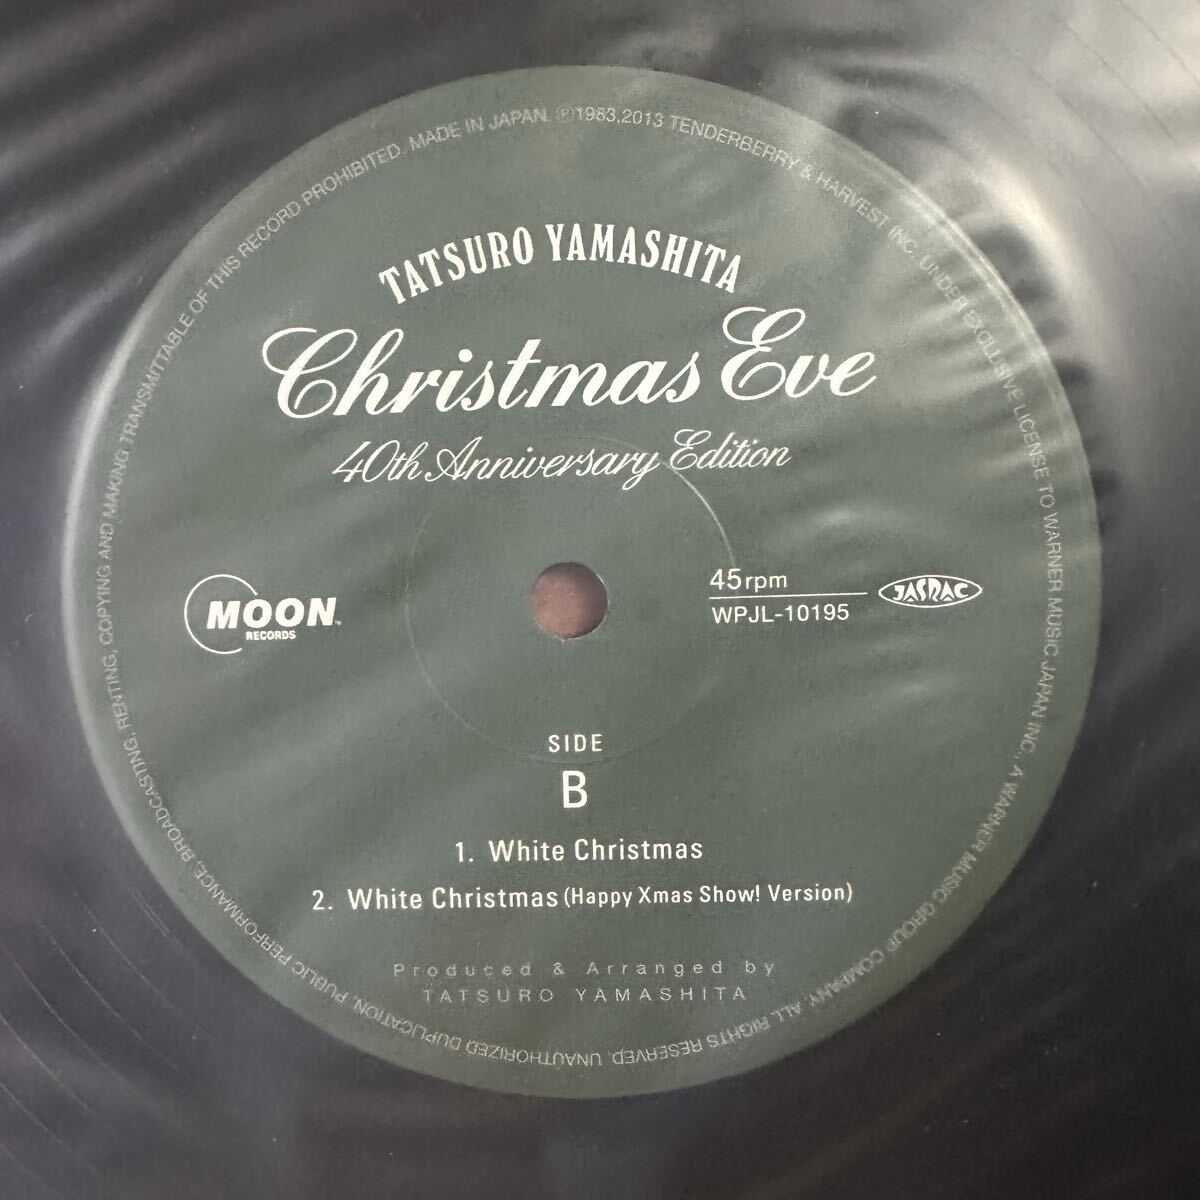 UNAUTHORIZED DUPLICATION, PUBLIC PERFORMANCE, BROADCASTING, RENTING, COPYING AND MAKING TRANSMITTABLE OF THIS RECORD PROHIBITED. MADE IN JAPAN. ℗1983,2013 TENDERBERRY & HARVEST INC. UNDER EXCLUSIVE LICENSE TO WARNER MUSIC JAPAN INC., A WARNER MUSIC GROUP COMPANY. ALL RIGHTS RESERVED.
TATSURO YAMASHITA
Christmas Eve
40th Anniversary Edition
MOON
RECORDS
45rpm
WPJL-10195
JASRAC
SIDE
B
1. White Christmas
2. White Christmas (Happy Xmas Show! Version)
Produced & Arranged by
TATSURO YAMASHITA